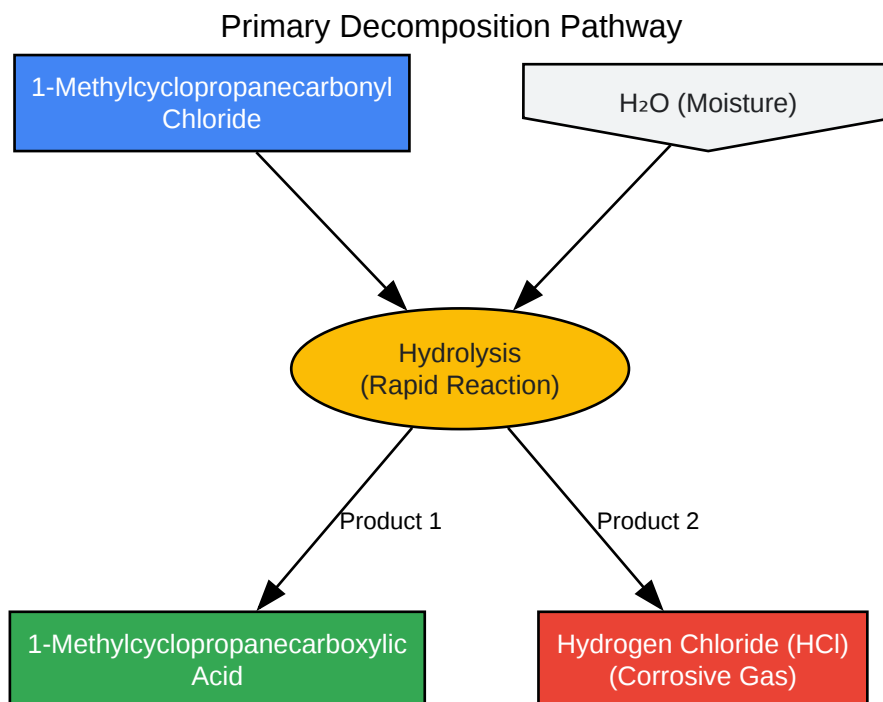 Primary Decomposition Pathway
1-Methylcyclopropanecarbonyl
Chloride
H₂O (Moisture)
Hydrolysis
(Rapid Reaction)
Product 1
Product 2
1-Methylcyclopropanecarboxylic
Acid
Hydrogen Chloride (HCl)
(Corrosive Gas)